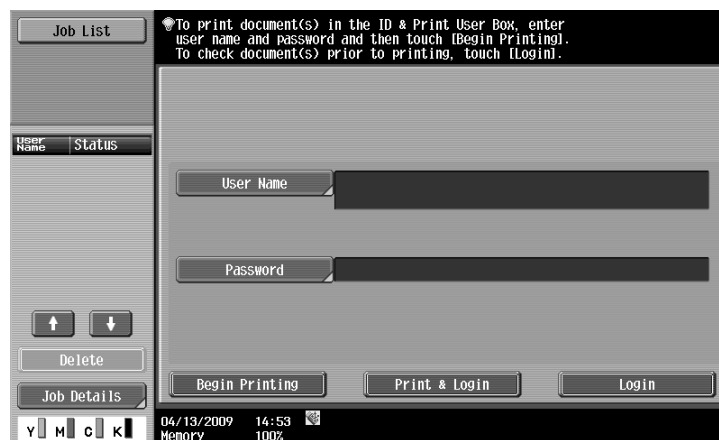 Job List
To print document(s) in the ID & Print User Box, enter
user name and password and then touch [Begin Printing].
To check document(s) prior to printing, touch [Login].
User Name
Status
User Name
Password
Delete
Job Details
Begin Printing
Print & Login
Login
Y M C K
04/13/2009 14:53
Memory 100%